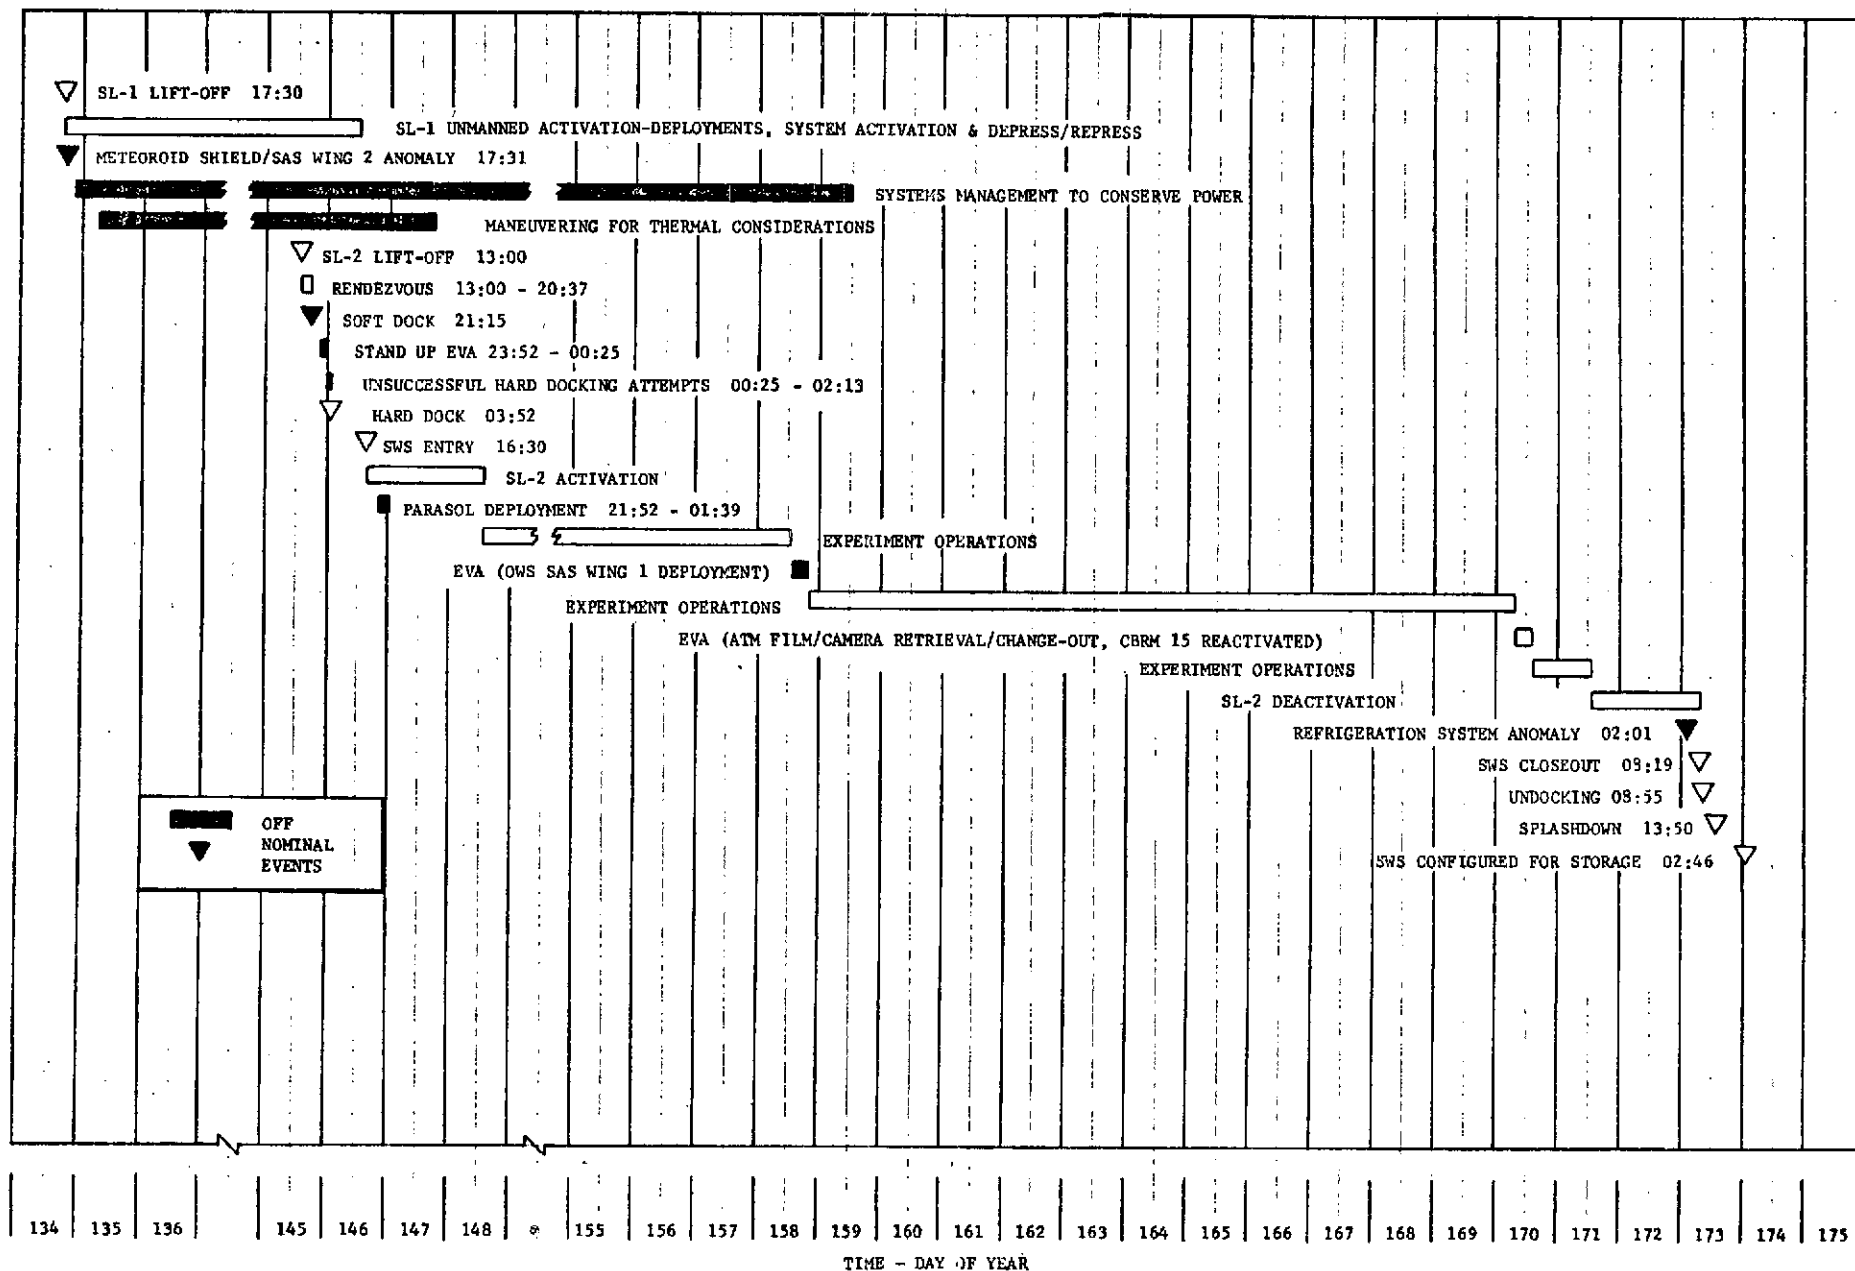 SL-1 LIFT-OFF 17:30
SL-1 UNMANNED ACTIVATION-DEPLOYMENTS, SYSTEM ACTIVATION & DEPRESS/REPRESS
METEOROID SHIELD/SAS WING 2 ANOMALY 17:31
SYSTEMS MANAGEMENT TO CONSERVE POWER
MANEUVERING FOR THERMAL CONSIDERATIONS
SL-2 LIFT-OFF 13:00
RENDEZVOUS 13:00 - 20:37
SOFT DOCK 21:15
STAND UP EVA 23:52 - 00:25
UNSUCCESSFUL HARD DOCKING ATTEMPTS 00:25 - 02:13
HARD DOCK 03:52
SWS ENTRY 16:30
SL-2 ACTIVATION
PARASOL DEPLOYMENT 21:52 - 01:39
EXPERIMENT OPERATIONS
EVA (OWS SAS WING 1 DEPLOYMENT)
EXPERIMENT OPERATIONS
EVA (ATM FILM/CAMERA RETRIEVAL/CHANGE-OUT, CBRM 15 REACTIVATED)
EXPERIMENT OPERATIONS
SL-2 DEACTIVATION
REFRIGERATION SYSTEM ANOMALY 02:01
SWS CLOSEOUT 08:19
UNDOCKING 08:55
SPLASHDOWN 13:50
SWS CONFIGURED FOR STORAGE 02:46
OFF
NOMINAL
EVENTS
134 135 136 145 146 147 148 155 156 157 158 159 160 161 162 163 164 165 166 167 168 169 170 171 172 173 174 175
TIME - DAY OF YEAR